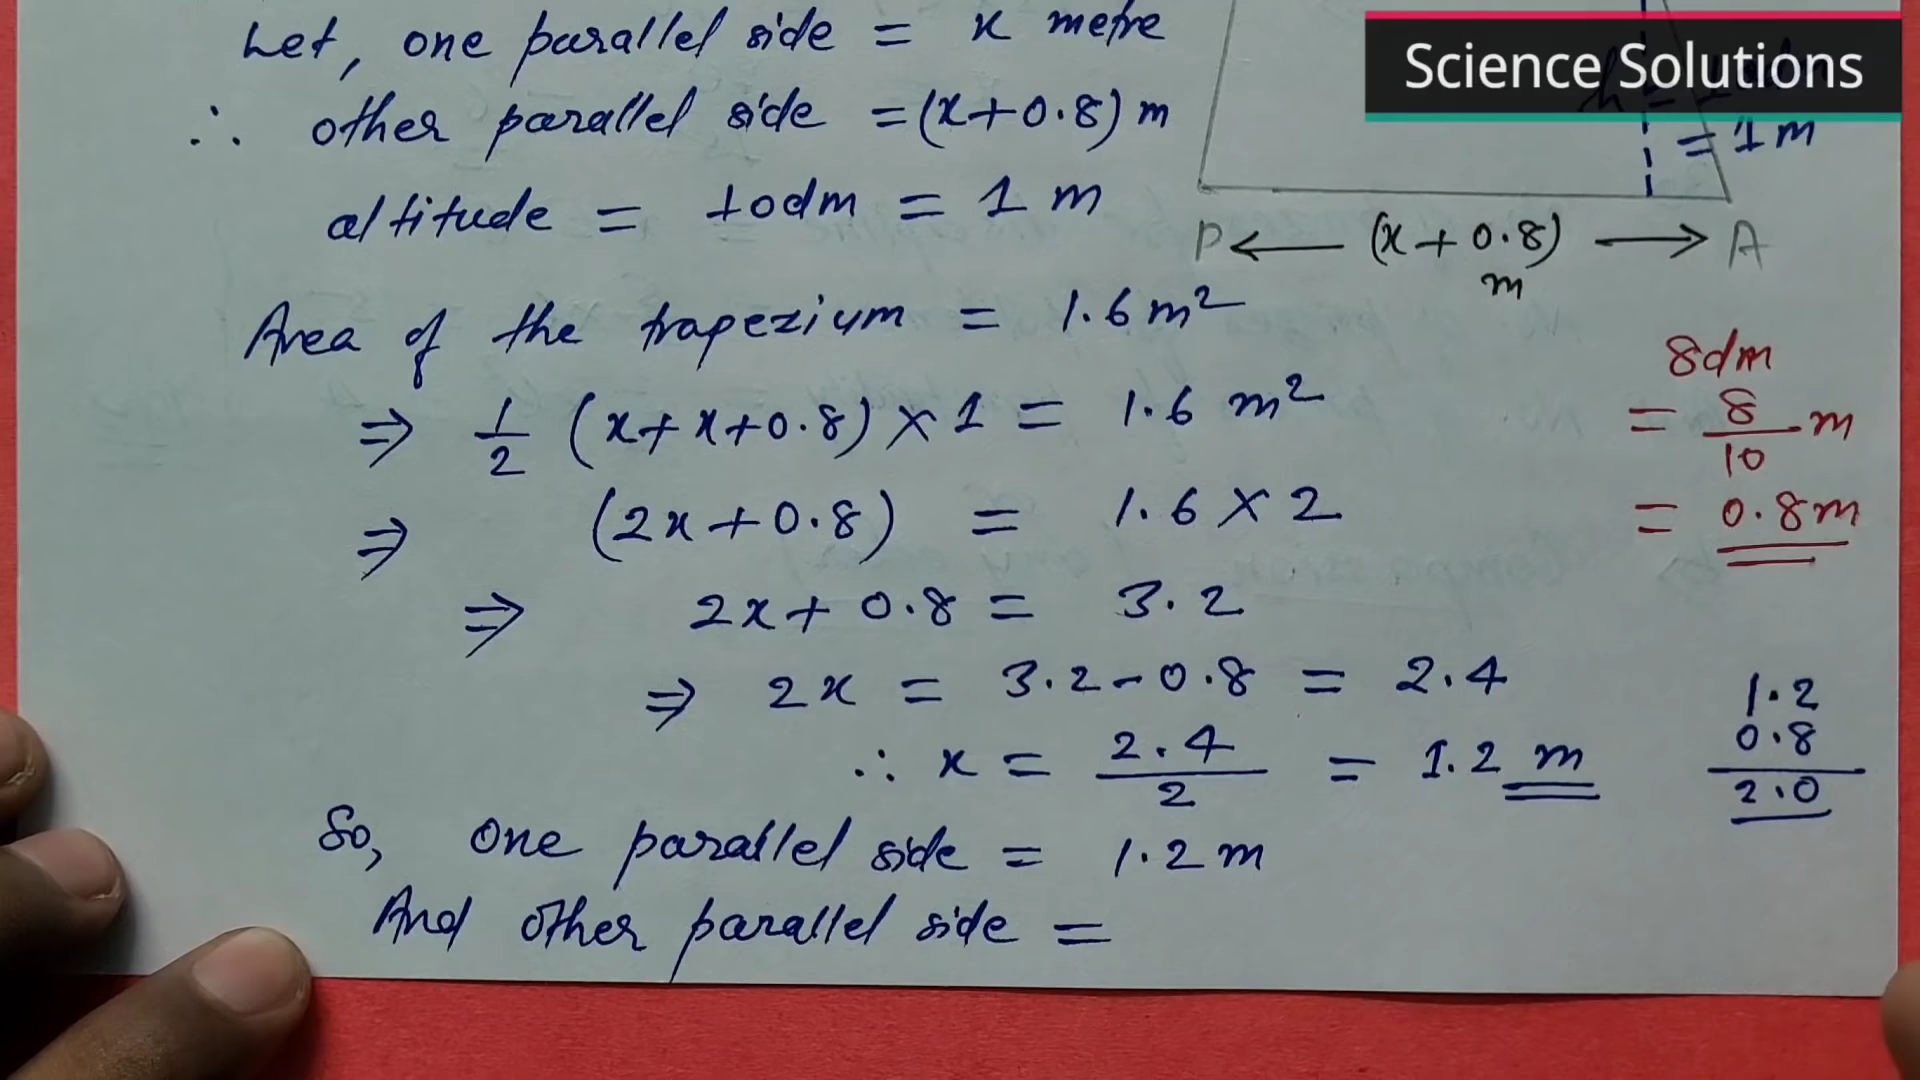 Science Solutions
Let, one parallel side = x metre
∴ other parallel side = (x+0.8) m
altitude = 10dm = 1 m
= 1 m
P ← (x+0.8) → A
m
Area of the trapezium = 1.6 m²
⇒ 1/2 (x+x+0.8) × 1 = 1.6 m²
⇒ (2x+0.8) = 1.6 × 2
⇒ 2x + 0.8 = 3.2
⇒ 2x = 3.2 - 0.8 = 2.4
∴ x = 2.4/2 = 1.2 m
So, one parallel side = 1.2 m
And other parallel side =
8dm
= 8/10 m
= 0.8m
1.2
0.8
2.0